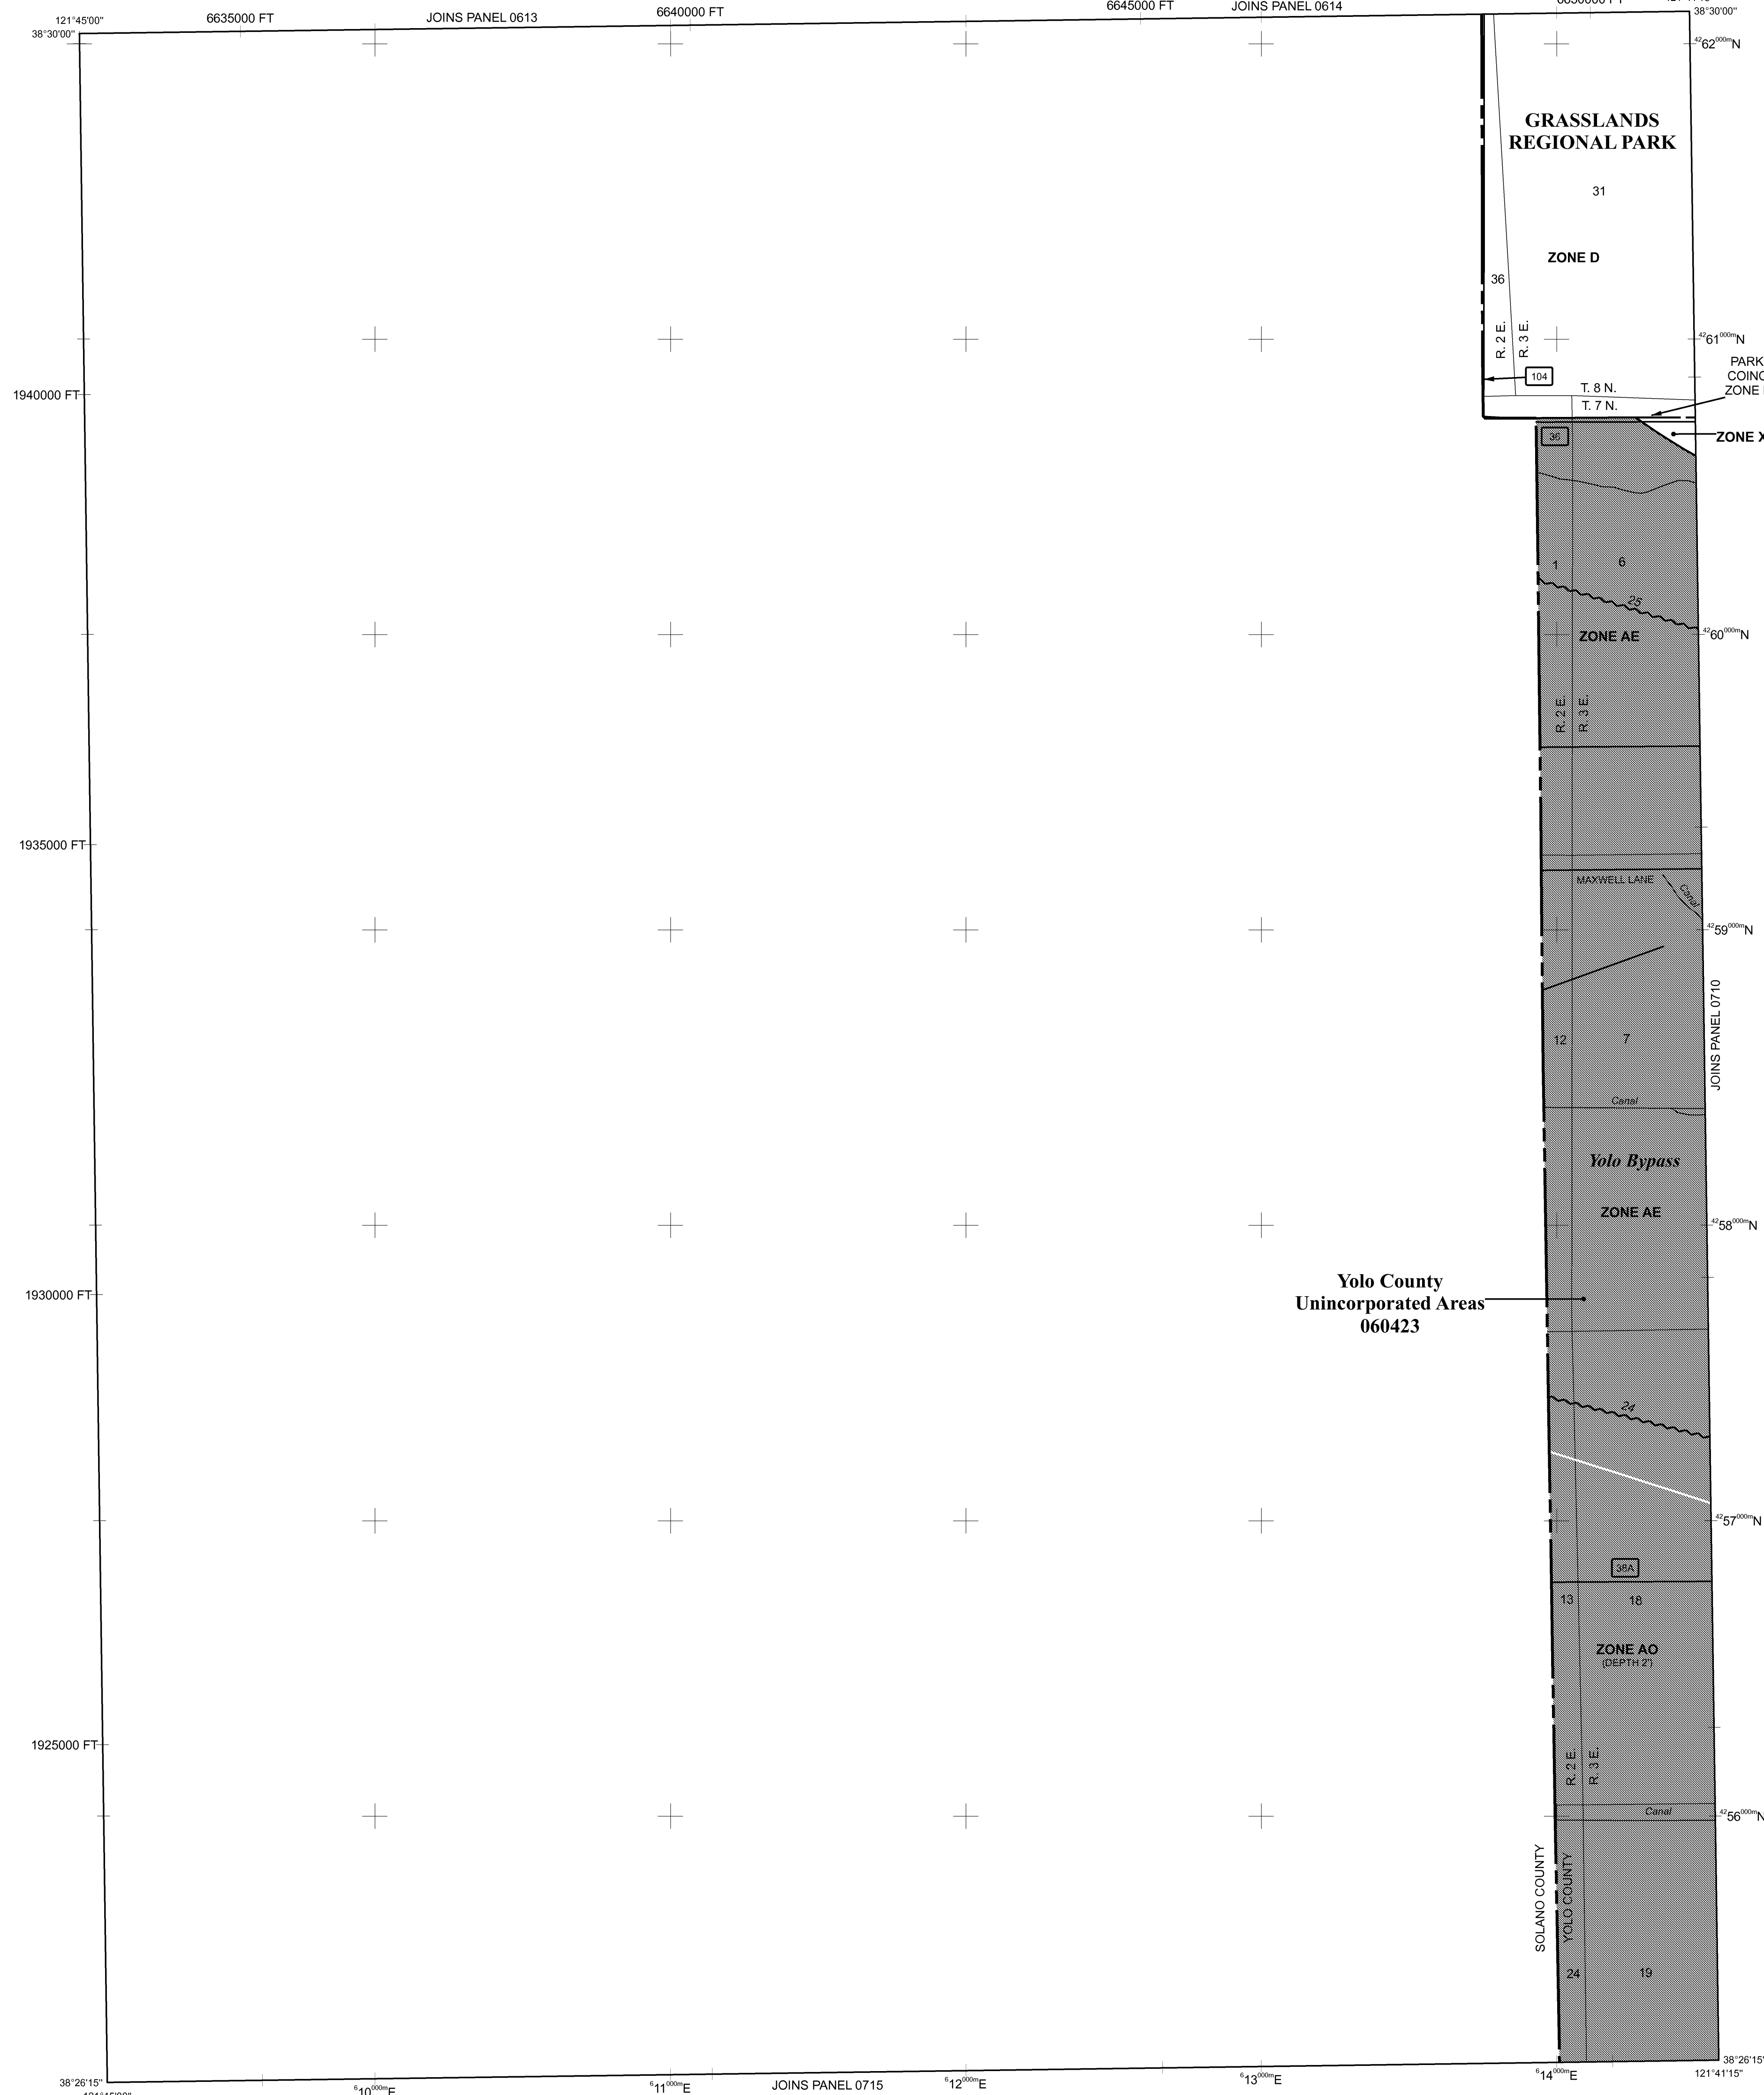 6635000 FT
JOINS PANEL 0613
6640000 FT
6645000 FT
JOINS PANEL 0614
121°45'00"
38°30'00"
38°30'00"
4262000mN
GRASSLANDS
REGIONAL PARK
31
ZONE D
36
R. 2 E.
R. 3 E.
4261000mN
PARK
104
T. 8 N.
T. 7 N.
1940000 FT
ZONE
36
ZONE X
1
6
25
ZONE AE
4260000mN
R. 2 E.
R. 3 E.
1935000 FT
MAXWELL LANE
Canal
4259000mN
JOINS PANEL 0710
12
7
Canal
Yolo Bypass
ZONE AE
4258000mN
Yolo County
Unincorporated Areas
060423
1930000 FT
24
4257000mN
38A
13
18
ZONE AO
(DEPTH 2')
1925000 FT
R. 2 E.
R. 3 E.
Canal
4256000mN
SOLANO COUNTY
YOLO COUNTY
24
19
38°26'15"
38°26'15"
121°41'15"
610000mE
611000mE
JOINS PANEL 0715
612000mE
613000mE
614000mE